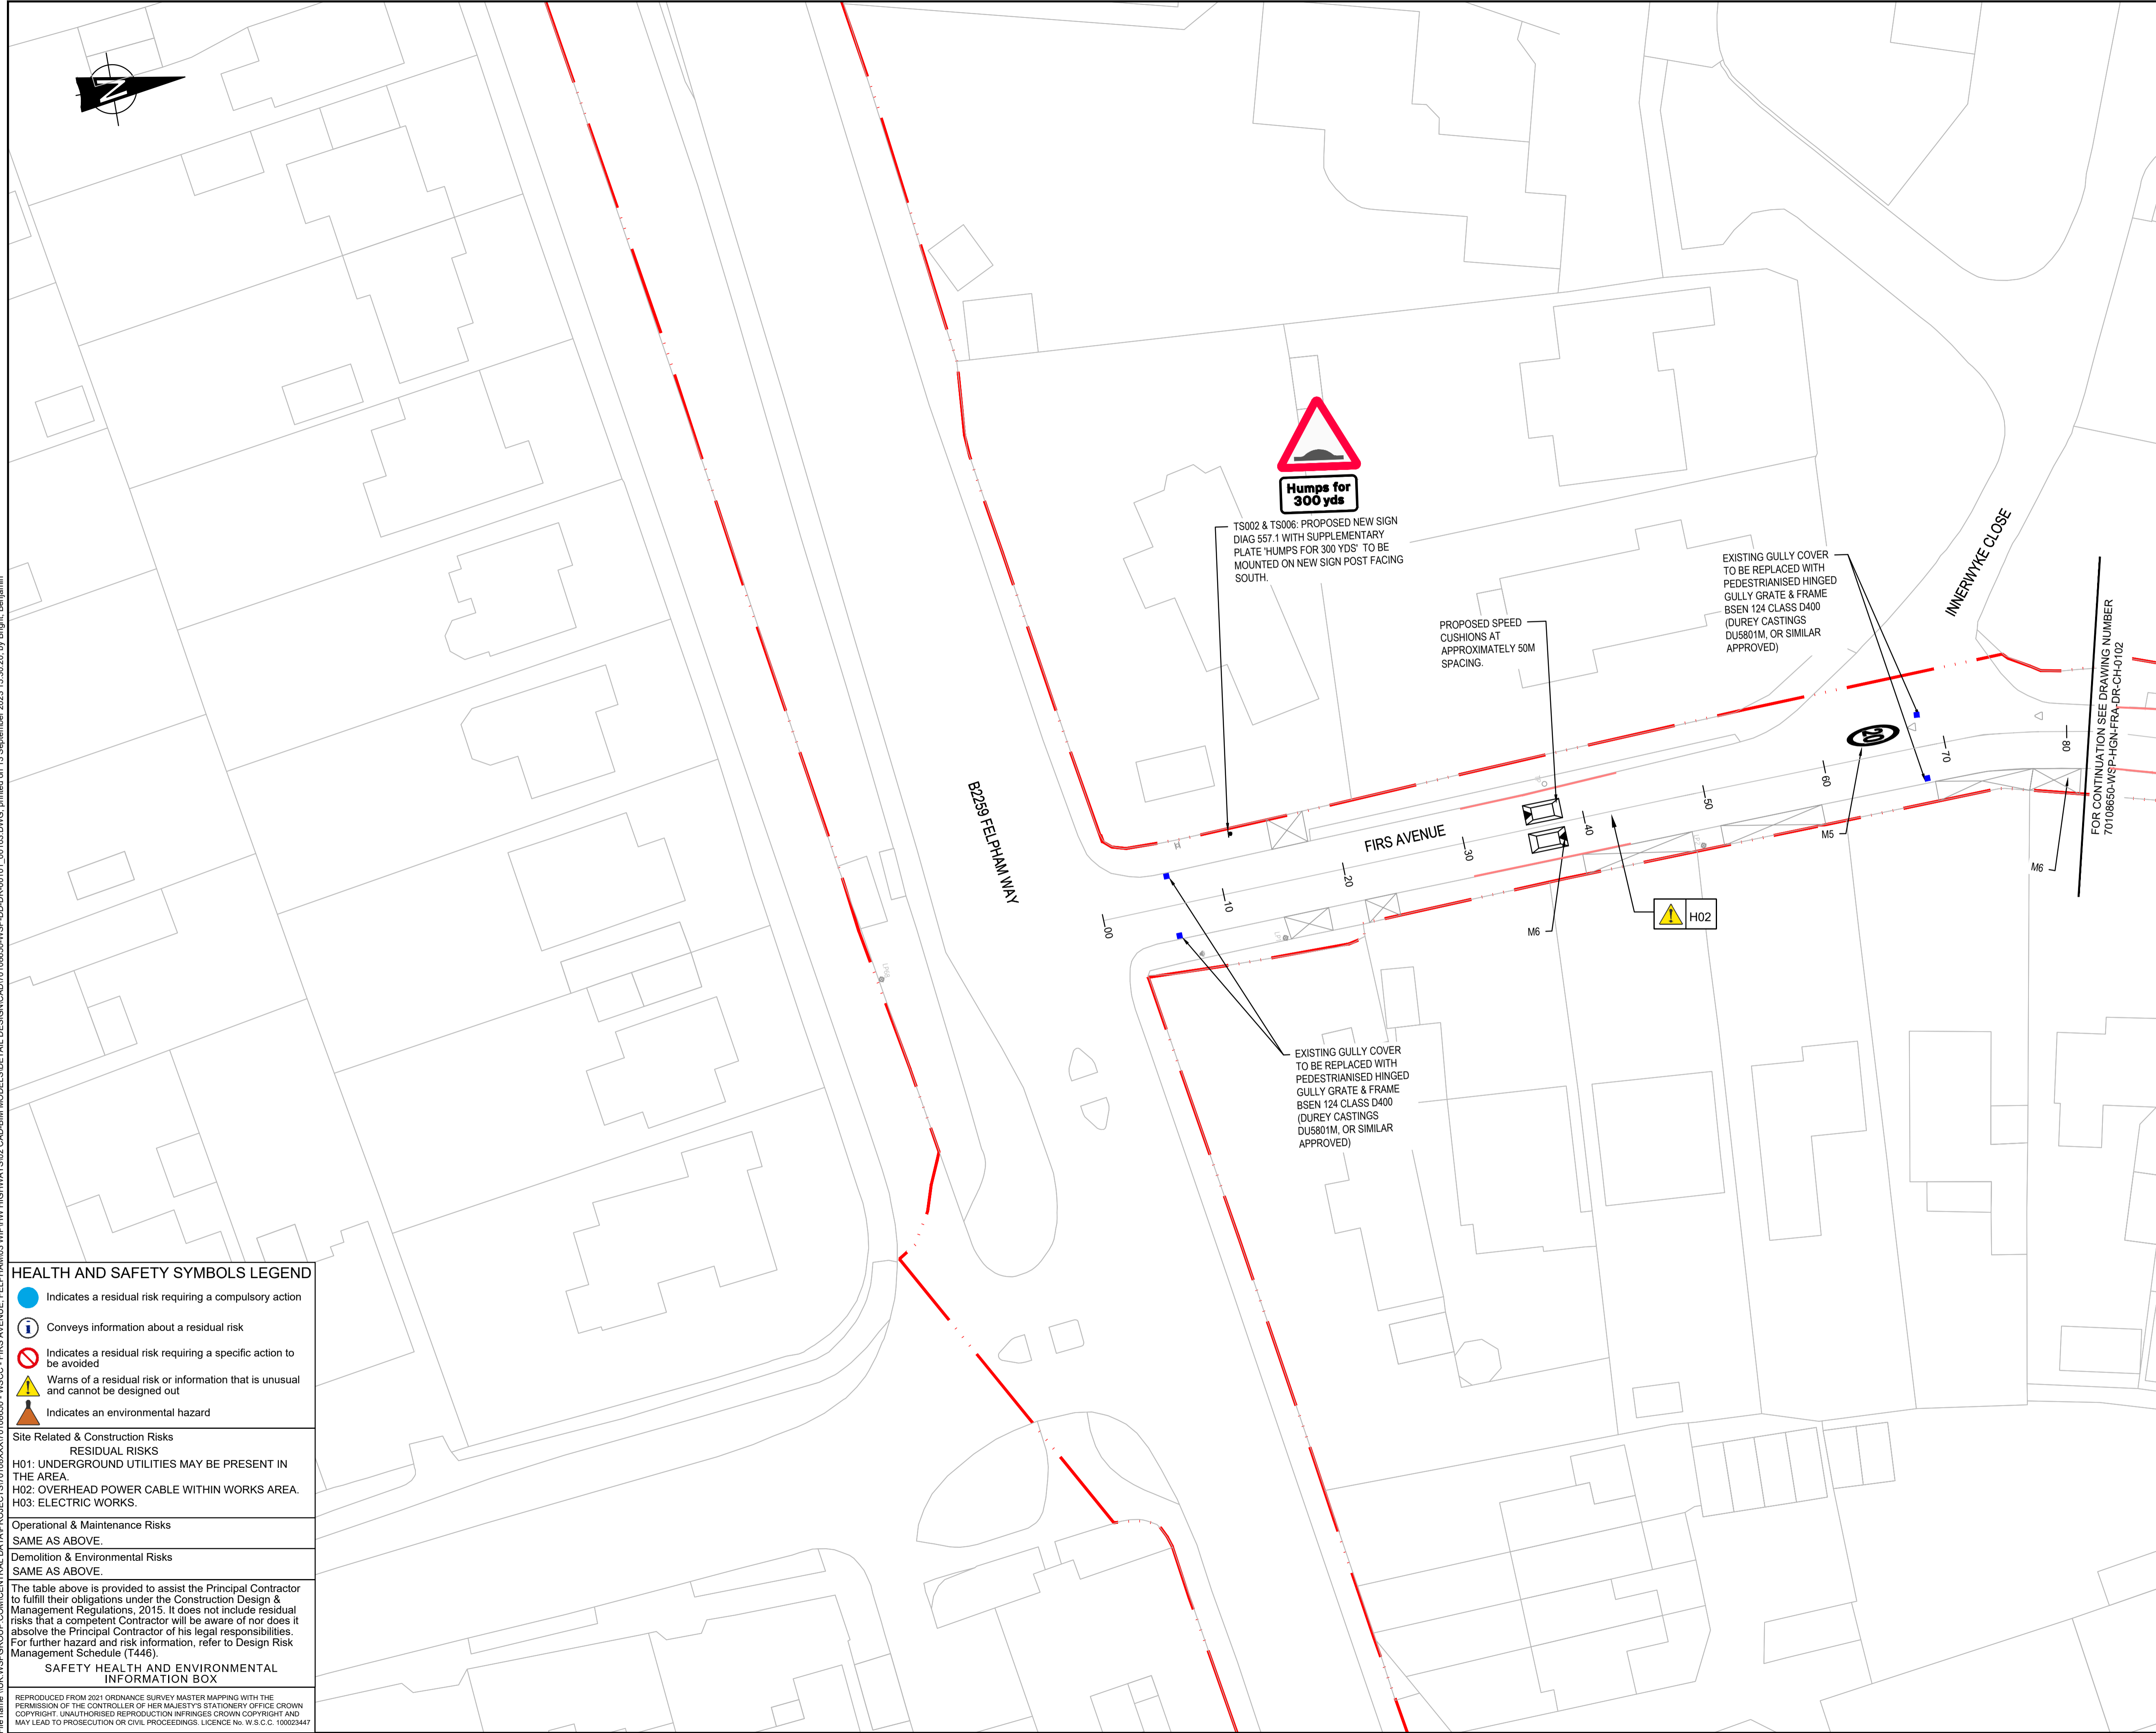 N
Humps for
300 yds
TS002 & TS006: PROPOSED NEW SIGN
DIAG 557.1 WITH SUPPLEMENTARY
PLATE 'HUMPS FOR 300 YDS' TO BE
MOUNTED ON NEW SIGN POST FACING
SOUTH.
PROPOSED SPEED
CUSHIONS AT
APPROXIMATELY 50M
SPACING.
EXISTING GULLY COVER
TO BE REPLACED WITH
PEDESTRIANISED HINGED
GULLY GRATE & FRAME
BSEN 124 CLASS D400
(DUREY CASTINGS
DU5801M, OR SIMILAR
APPROVED)
INNERWYKE CLOSE
FOR CONTINUATION SEE DRAWING NUMBER
70108650-WSP-HGN-FRA-DR-CH-0102
B2259 FELPHAM WAY
FIRS AVENUE
00
10
20
30
40
50
60
70
80
20
M5
M6
M6
H02
EXISTING GULLY COVER
TO BE REPLACED WITH
PEDESTRIANISED HINGED
GULLY GRATE & FRAME
BSEN 124 CLASS D400
(DUREY CASTINGS
DU5801M, OR SIMILAR
APPROVED)
HEALTH AND SAFETY SYMBOLS LEGEND
Indicates a residual risk requiring a compulsory action
i
Conveys information about a residual risk
Indicates a residual risk requiring a specific action to
be avoided
Warns of a residual risk or information that is unusual
and cannot be designed out
Indicates an environmental hazard
Site Related & Construction Risks
RESIDUAL RISKS
H01: UNDERGROUND UTILITIES MAY BE PRESENT IN
THE AREA.
H02: OVERHEAD POWER CABLE WITHIN WORKS AREA.
H03: ELECTRIC WORKS.
Operational & Maintenance Risks
SAME AS ABOVE.
Demolition & Environmental Risks
SAME AS ABOVE.
The table above is provided to assist the Principal Contractor
to fulfill their obligations under the Construction Design &
Management Regulations, 2015. It does not include residual
risks that a competent Contractor will be aware of nor does it
absolve the Principal Contractor of his legal responsibilities.
For further hazard and risk information, refer to Design Risk
Management Schedule (T446).
SAFETY HEALTH AND ENVIRONMENTAL
INFORMATION BOX
REPRODUCED FROM 2021 ORDNANCE SURVEY MASTER MAPPING WITH THE
PERMISSION OF THE CONTROLLER OF HER MAJESTY'S STATIONERY OFFICE CROWN
COPYRIGHT. UNAUTHORISED REPRODUCTION INFRINGES CROWN COPYRIGHT AND
MAY LEAD TO PROSECUTION OR CIVIL PROCEEDINGS. LICENCE No. W.S.C.C. 100023447